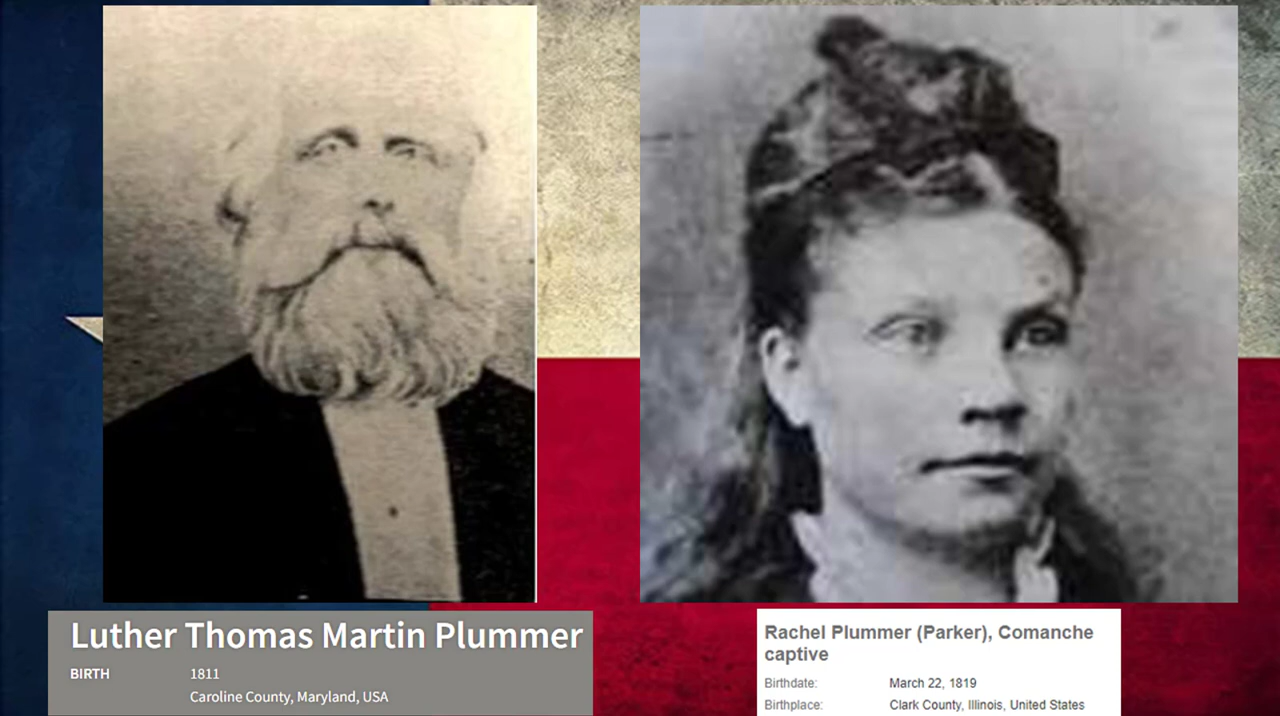 Luther Thomas Martin Plummer
BIRTH 1811
Caroline County, Maryland, USA
Rachel Plummer (Parker), Comanche
captive
Birthdate: March 22, 1819
Birthplace: Clark County, Illinois, United States